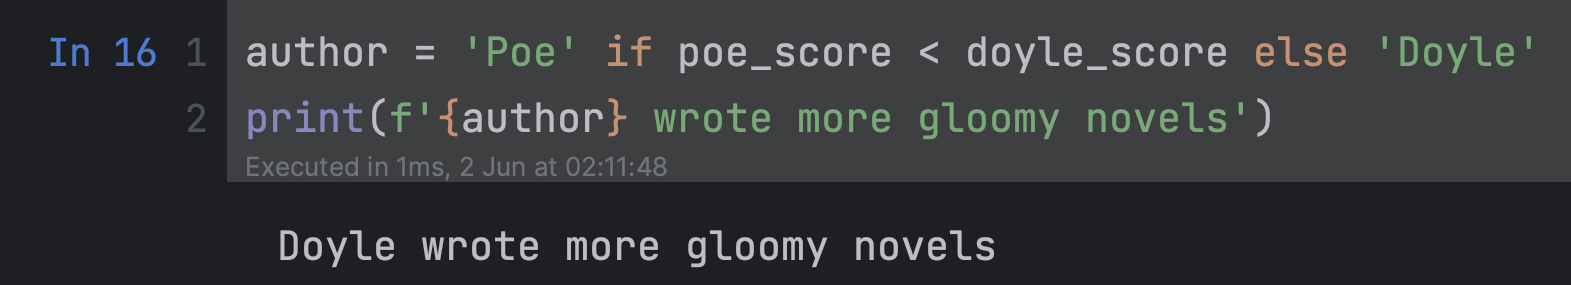 In 16 1 author = 'Poe' if poe_score < doyle_score else 'Doyle'
2 print(f'{author} wrote more gloomy novels')
Executed in 1ms, 2 Jun at 02:11:48
Doyle wrote more gloomy novels